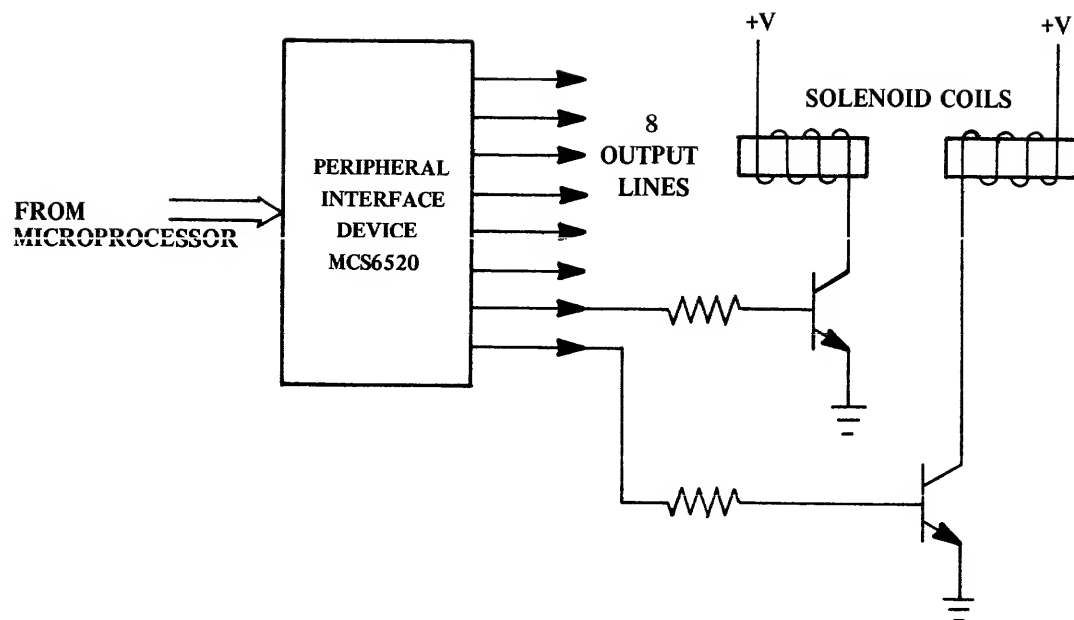 +V
+V
SOLENOID COILS
8
OUTPUT
LINES
PERIPHERAL
INTERFACE
DEVICE
MCS6520
FROM
MICROPROCESSOR